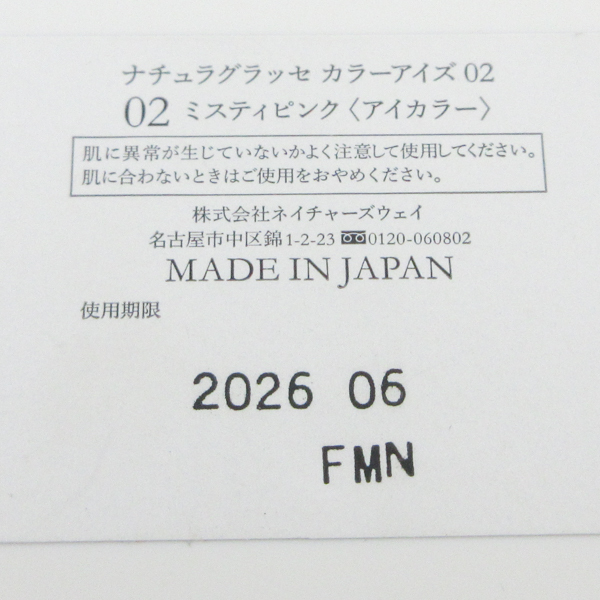 ナチュラグラッセ カラーアイズ 02
02 ミスティピンク〈アイカラー〉
肌に異常が生じていないかよく注意して使用してください。
肌に合わないときはご使用をおやめください。
株式会社ネイチャーズウェイ
名古屋市中区錦1-2-23 0120-060802
MADE IN JAPAN
使用期限
2026 06
FMN